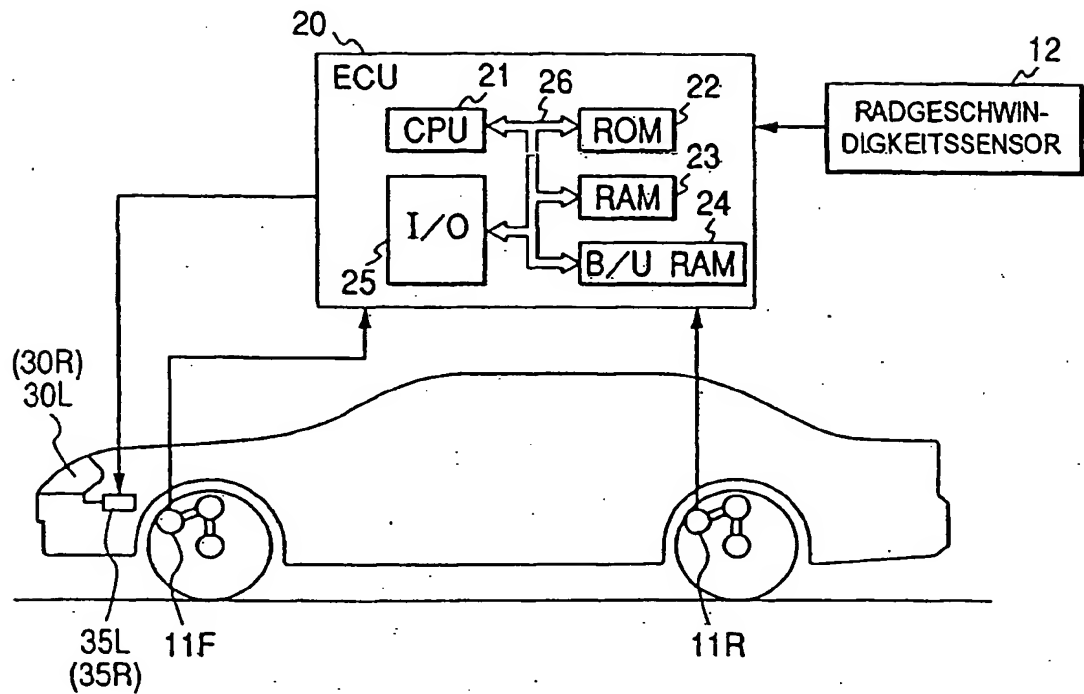 20
12
ECU
21
26
22
CPU
ROM
RADGESCHWIN-
DIGKEITSSENSOR
23
RAM
I/O
24
25
B/U RAM
(30R)
30L
35L
(35R)
11F
11R